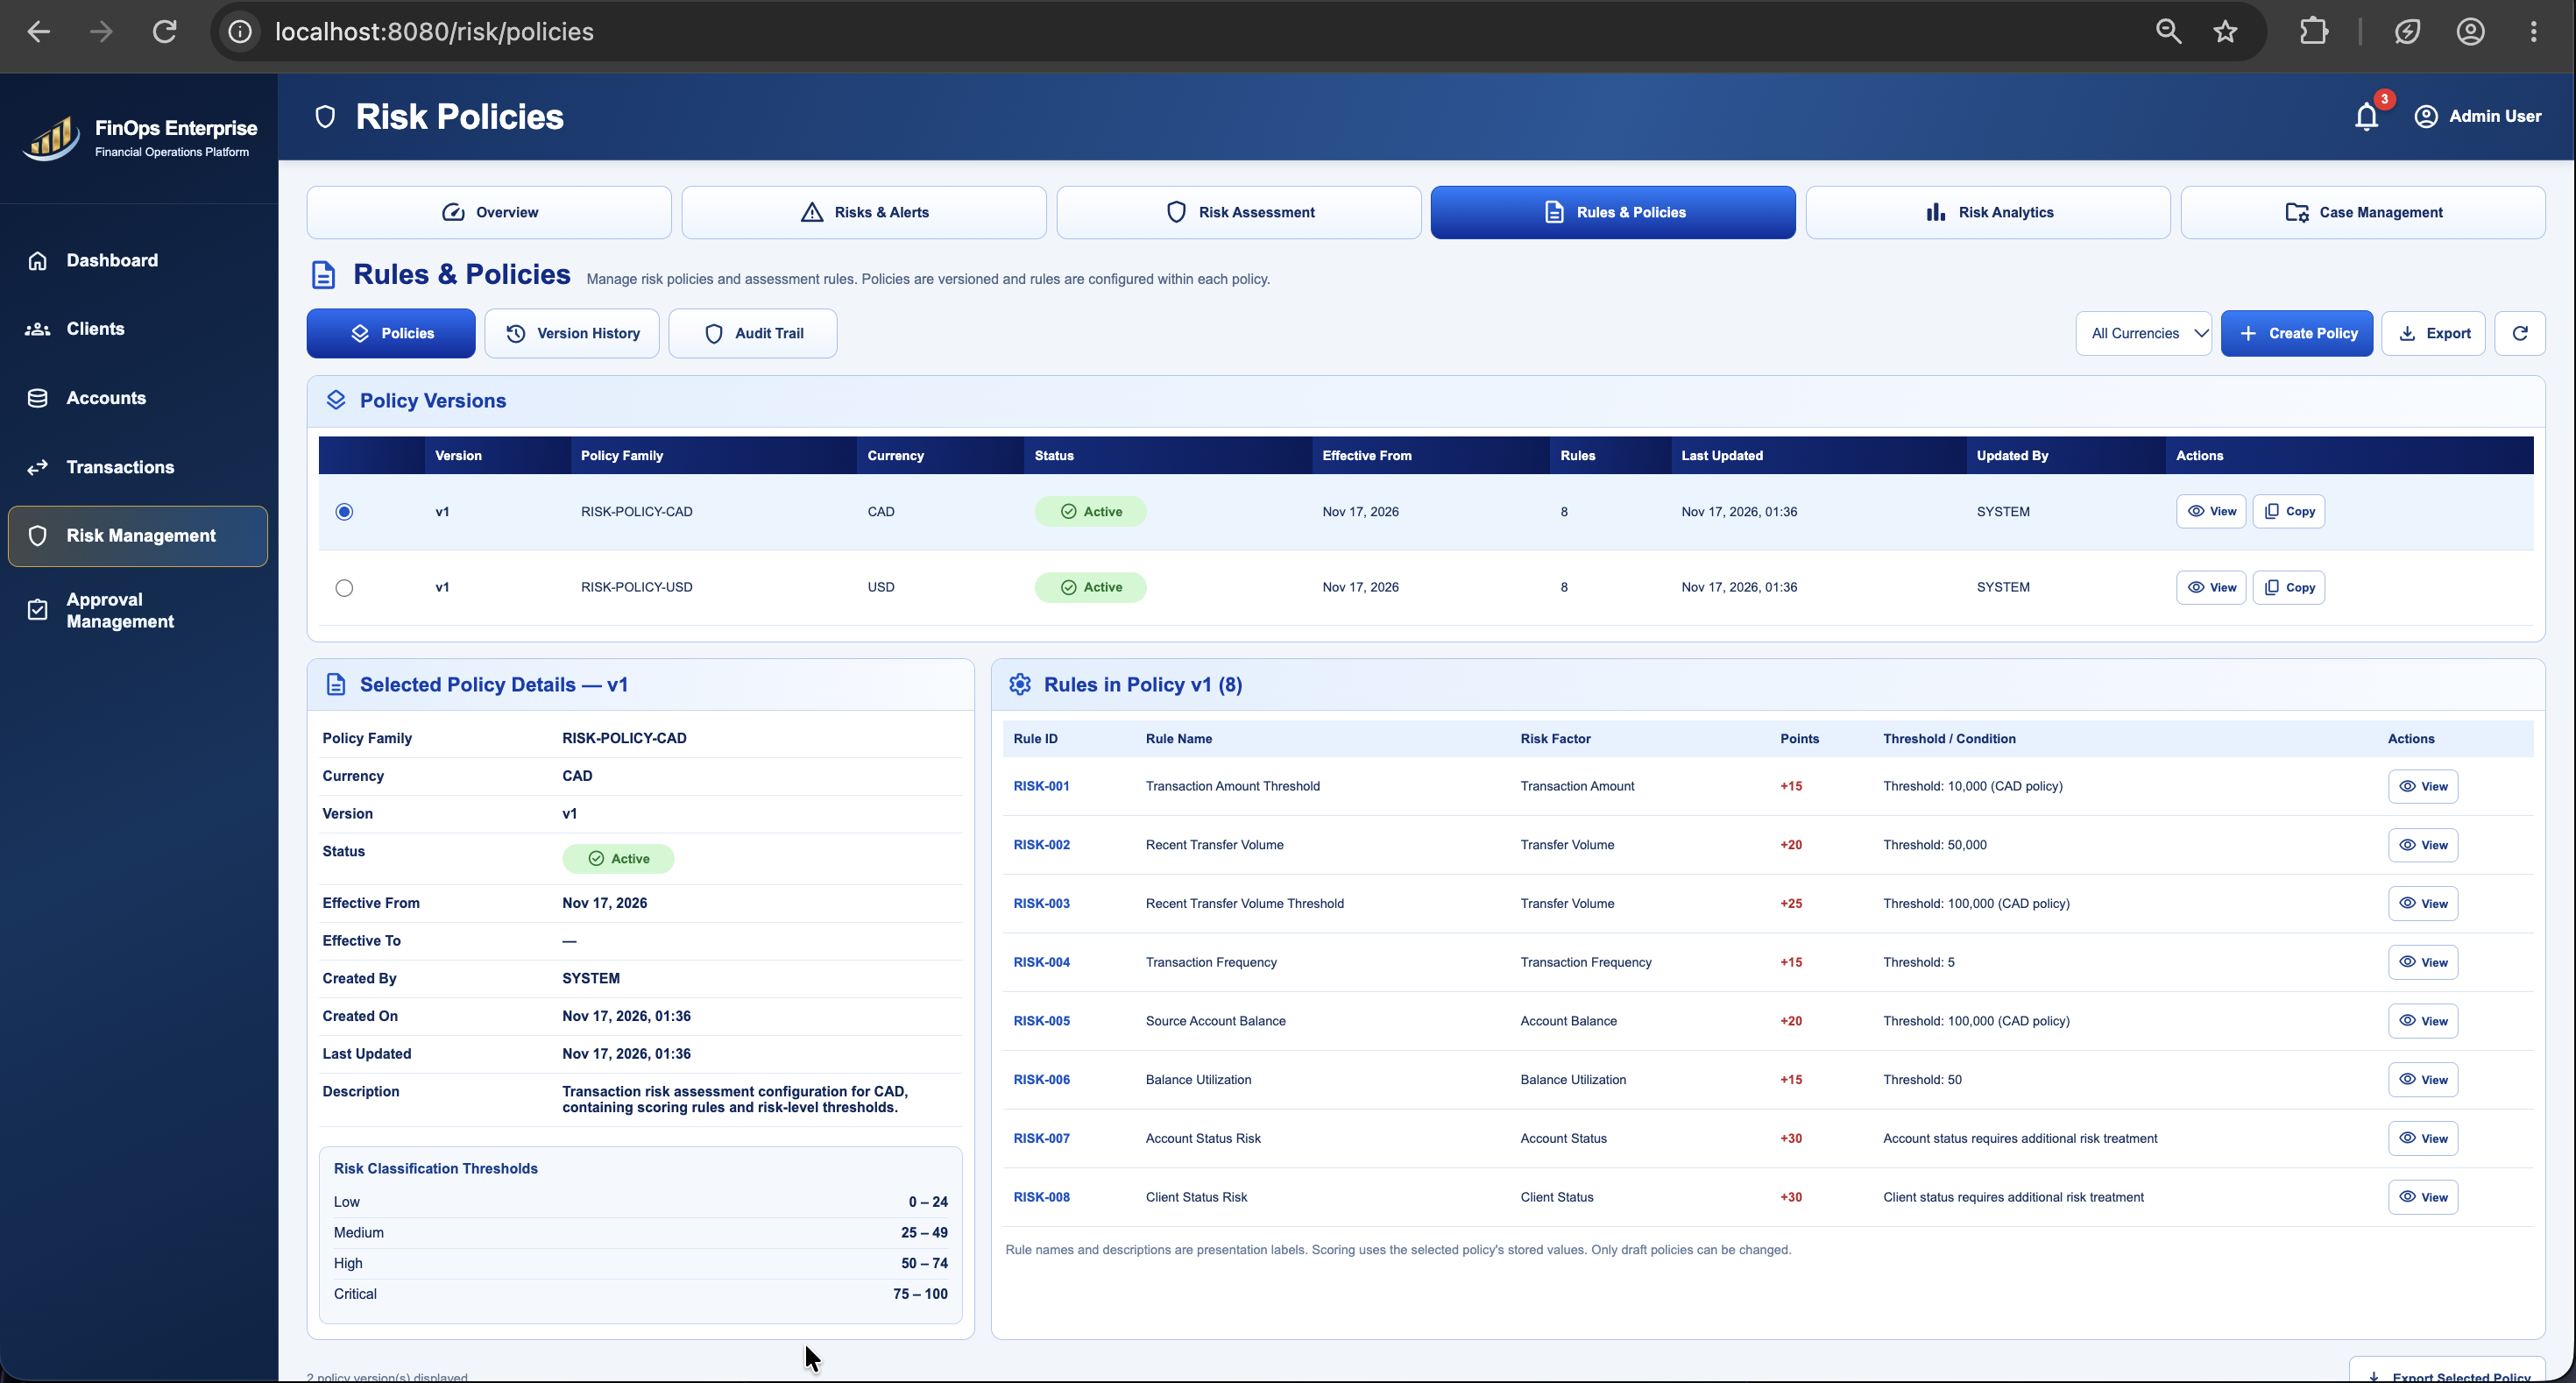 localhost:8080/risk/policies
FinOps Enterprise
Financial Operations Platform
Risk Policies
3
Admin User
Dashboard
Clients
Accounts
Transactions
Risk Management
Approval
Management
Overview
Risks & Alerts
Risk Assessment
Rules & Policies
Risk Analytics
Case Management
Rules & Policies
Manage risk policies and assessment rules. Policies are versioned and rules are configured within each policy.
Policies
Version History
Audit Trail
All Currencies
Create Policy
Export
Policy Versions
Version Policy Family Currency Status Effective From Rules Last Updated Updated By Actions
v1 RISK-POLICY-CAD CAD Active Nov 17, 2026 8 Nov 17, 2026, 01:36 SYSTEM View Copy
v1 RISK-POLICY-USD USD Active Nov 17, 2026 8 Nov 17, 2026, 01:36 SYSTEM View Copy
Selected Policy Details — v1
Policy Family RISK-POLICY-CAD
Currency CAD
Version v1
Status Active
Effective From Nov 17, 2026
Effective To —
Created By SYSTEM
Created On Nov 17, 2026, 01:36
Last Updated Nov 17, 2026, 01:36
Description Transaction risk assessment configuration for CAD,
containing scoring rules and risk-level thresholds.
Risk Classification Thresholds
Low 0 – 24
Medium 25 – 49
High 50 – 74
Critical 75 – 100
Rules in Policy v1 (8)
Rule ID Rule Name Risk Factor Points Threshold / Condition Actions
RISK-001 Transaction Amount Threshold Transaction Amount +15 Threshold: 10,000 (CAD policy) View
RISK-002 Recent Transfer Volume Transfer Volume +20 Threshold: 50,000 View
RISK-003 Recent Transfer Volume Threshold Transfer Volume +25 Threshold: 100,000 (CAD policy) View
RISK-004 Transaction Frequency Transaction Frequency +15 Threshold: 5 View
RISK-005 Source Account Balance Account Balance +20 Threshold: 100,000 (CAD policy) View
RISK-006 Balance Utilization Balance Utilization +15 Threshold: 50 View
RISK-007 Account Status Risk Account Status +30 Account status requires additional risk treatment View
RISK-008 Client Status Risk Client Status +30 Client status requires additional risk treatment View
Rule names and descriptions are presentation labels. Scoring uses the selected policy's stored values. Only draft policies can be changed.
2 policy version(s) displayed
Export Selected Policy